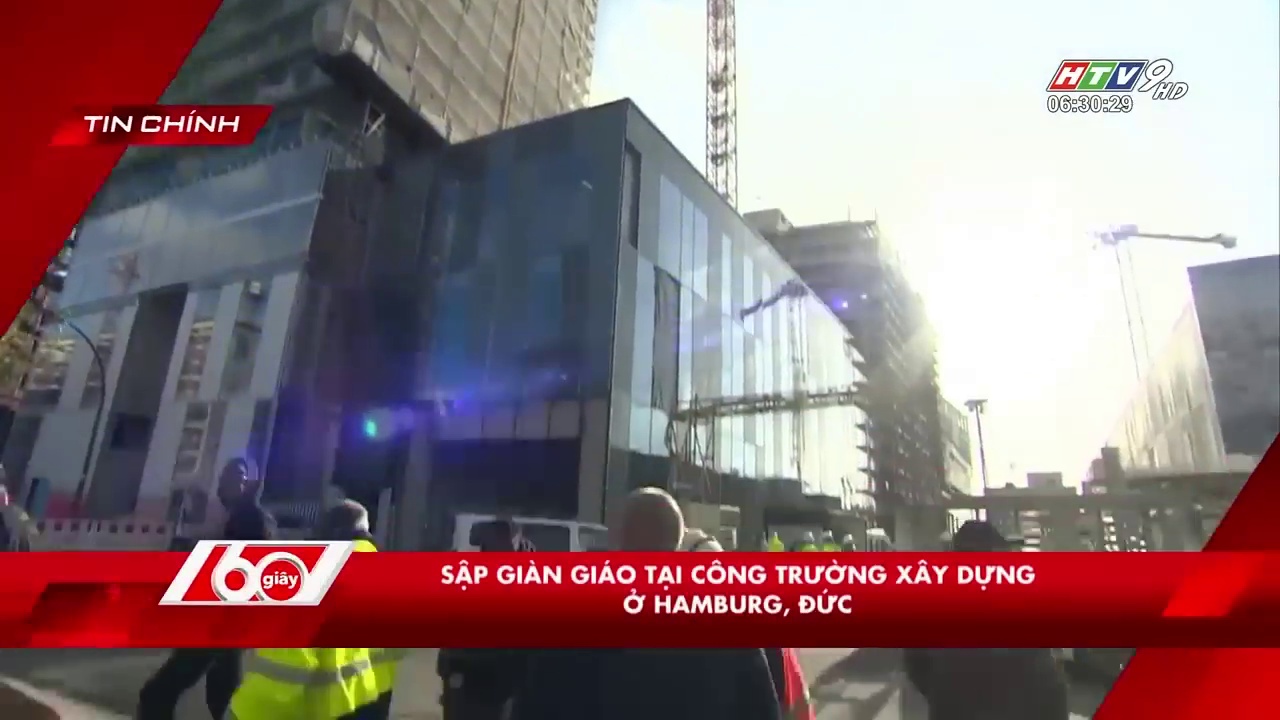 TIN CHÍNH
HTV9 HD
06:30:29
60 giây
SẬP GIÀN GIÁO TẠI CÔNG TRƯỜNG XÂY DỰNG
Ở HAMBURG, ĐỨC